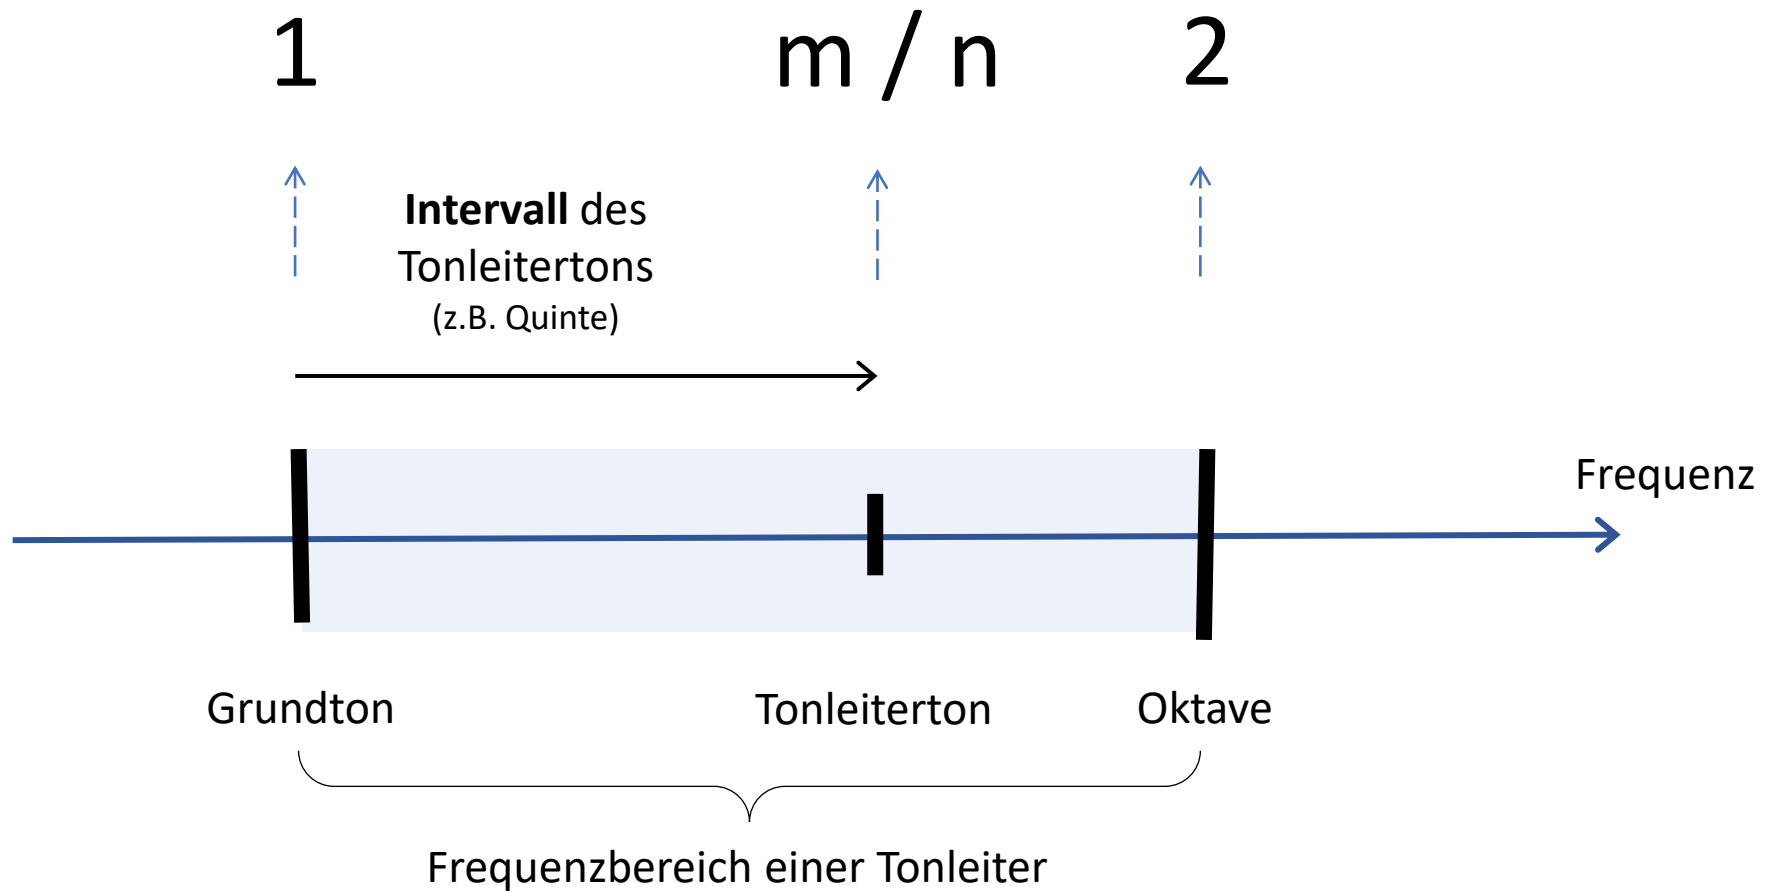 1
m / n
2
Intervall des
Tonleitertons
(z.B. Quinte)
Frequenz
Grundton
Tonleiterton
Oktave
Frequenzbereich einer Tonleiter